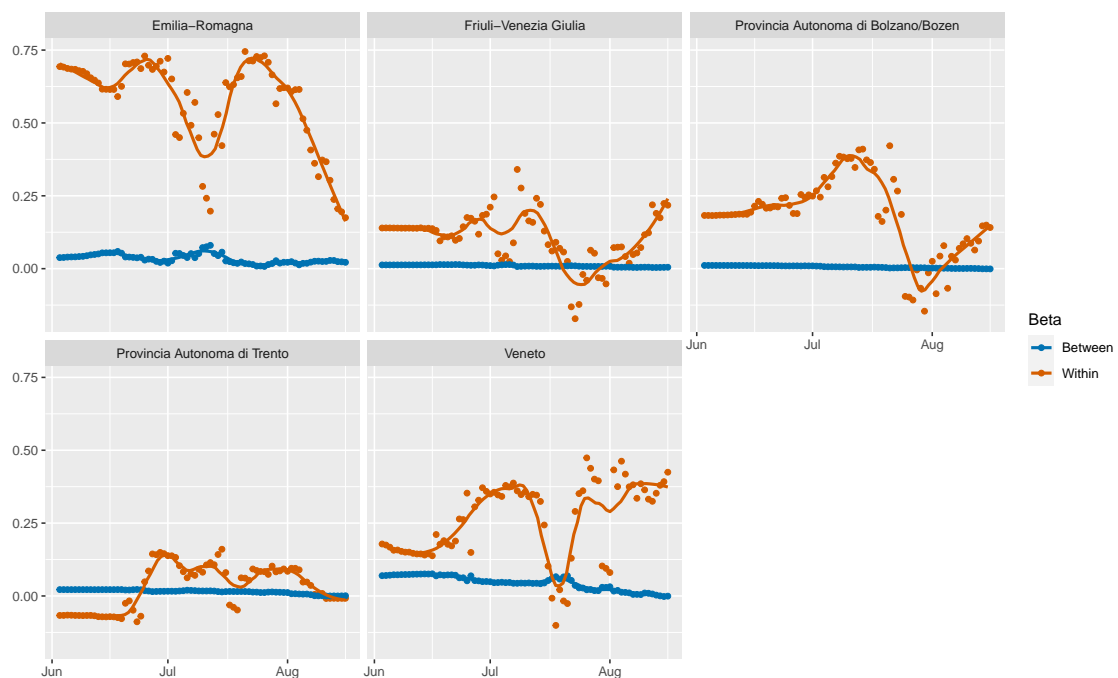 Emilia−Romagna
Friuli−Venezia Giulia
Provincia Autonoma di Bolzano/Bozen
0.75
0.50
0.25
0.00
Jun
Jul
Aug
Provincia Autonoma di Trento
Veneto
0.75
0.50
0.25
0.00
Jun
Jul
Aug
Jun
Jul
Aug
Beta
Between
Within